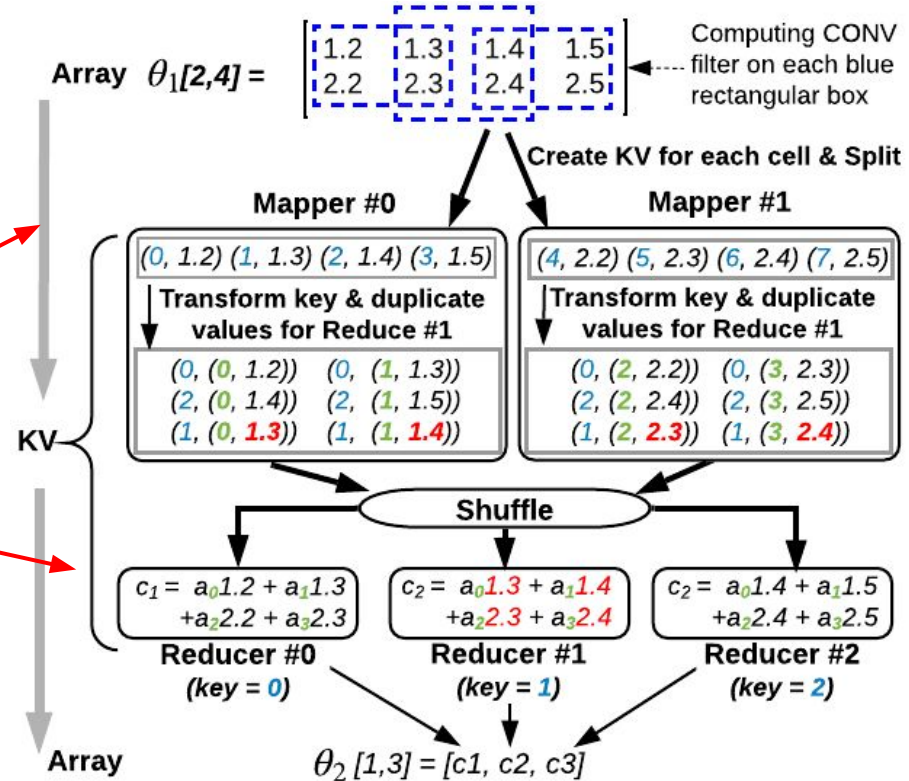 Computing CONV
filter on each blue
rectangular box
Array θ1[2,4] =
1.2 1.3 1.4 1.5
2.2 2.3 2.4 2.5
Create KV for each cell & Split
Mapper #0
(0, 1.2) (1, 1.3) (2, 1.4) (3, 1.5)
Transform key & duplicate
values for Reduce #1
(0, (0, 1.2)) (0, (1, 1.3))
(2, (0, 1.4)) (2, (1, 1.5))
(1, (0, 1.3)) (1, (1, 1.4))
Mapper #1
(4, 2.2) (5, 2.3) (6, 2.4) (7, 2.5)
Transform key & duplicate
values for Reduce #1
(0, (2, 2.2)) (0, (3, 2.3))
(2, (2, 2.4)) (2, (3, 2.5))
(1, (2, 2.3)) (1, (3, 2.4))
KV
Shuffle
c1 = a01.2 + a11.3
+a22.2 + a32.3
Reducer #0
(key = 0)
c2 = a01.3 + a11.4
+a22.3 + a32.4
Reducer #1
(key = 1)
c2 = a01.4 + a11.5
+a22.4 + a32.5
Reducer #2
(key = 2)
Array
θ2 [1,3] = [c1, c2, c3]